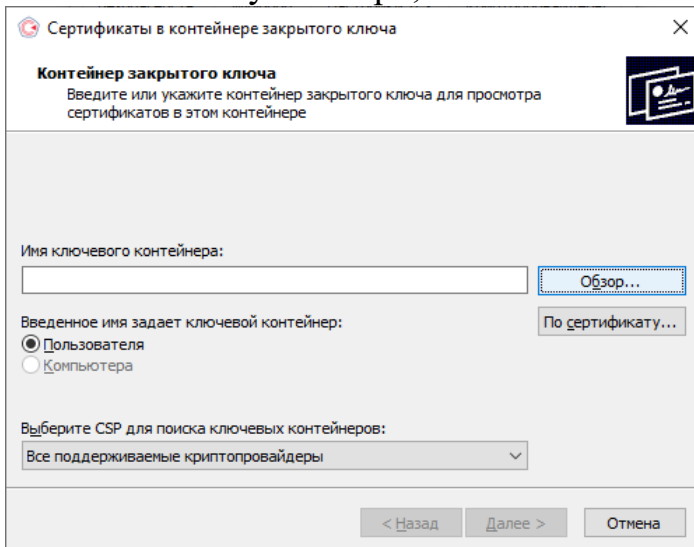 Сертификаты в контейнере закрытого ключа
Контейнер закрытого ключа
Введите или укажите контейнер закрытого ключа для просмотра
сертификатов в этом контейнере
Имя ключевого контейнера:
Обзор...
Введенное имя задает ключевой контейнер:
По сертификату...
Пользователя
Компьютера
Выберите CSP для поиска ключевых контейнеров:
Все поддерживаемые криптопровайдеры
< Назад
Далее >
Отмена